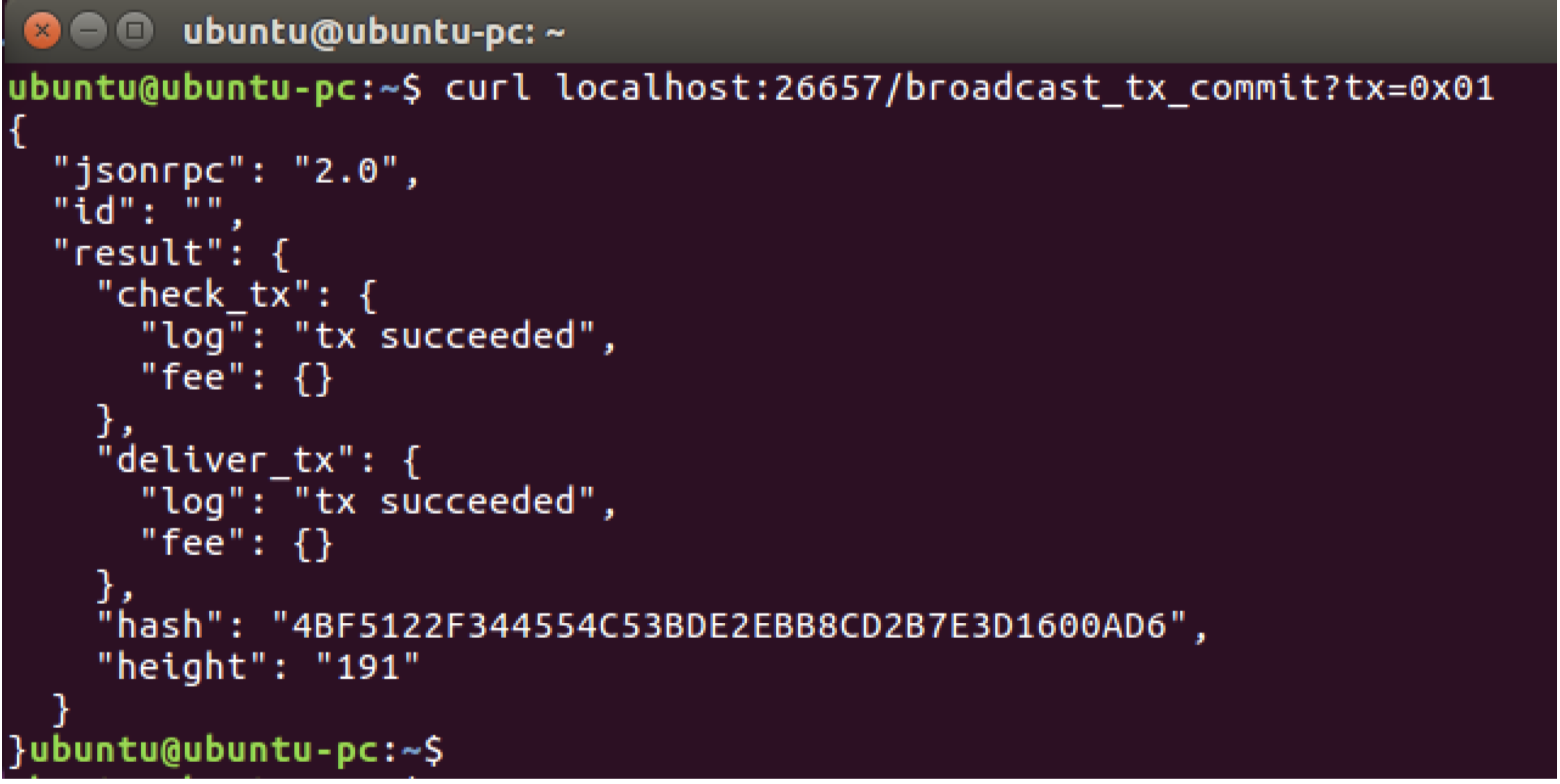 ubuntu@ubuntu-pc: ~
ubuntu@ubuntu-pc:~$ curl localhost:26657/broadcast_tx_commit?tx=0x01
{
  "jsonrpc": "2.0",
  "id": "",
  "result": {
    "check_tx": {
      "log": "tx succeeded",
      "fee": {}
    },
    "deliver_tx": {
      "log": "tx succeeded",
      "fee": {}
    },
    "hash": "4BF5122F344554C53BDE2EBB8CD2B7E3D1600AD6",
    "height": "191"
  }
}ubuntu@ubuntu-pc:~$